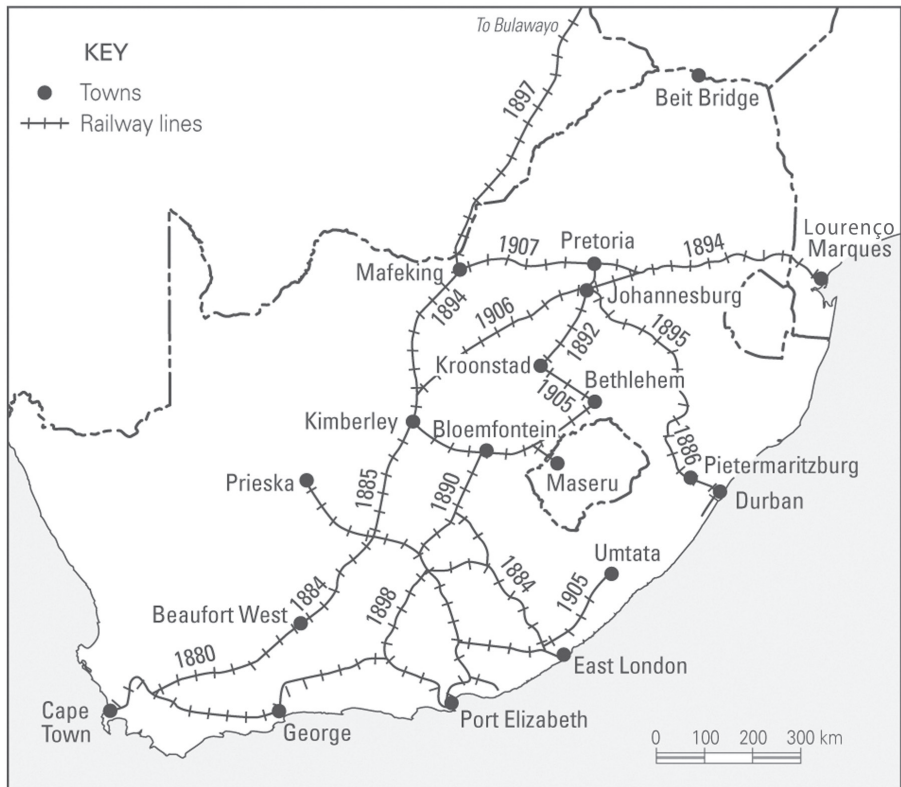 To Bulawayo
KEY
Towns
Railway lines
1897
Beit Bridge
Lourenço
Marques
1907
Pretoria
1894
Mafeking
1894
1906
Johannesburg
1892
1895
Kroonstad
1905
Bethlehem
Kimberley
Bloemfontein
1886
Pietermaritzburg
Durban
Prieska
1885
1890
Maseru
Umtata
1884
1898
1884
1905
Beaufort West
1880
East London
Cape
Town
George
Port Elizabeth
0 100 200 300 km